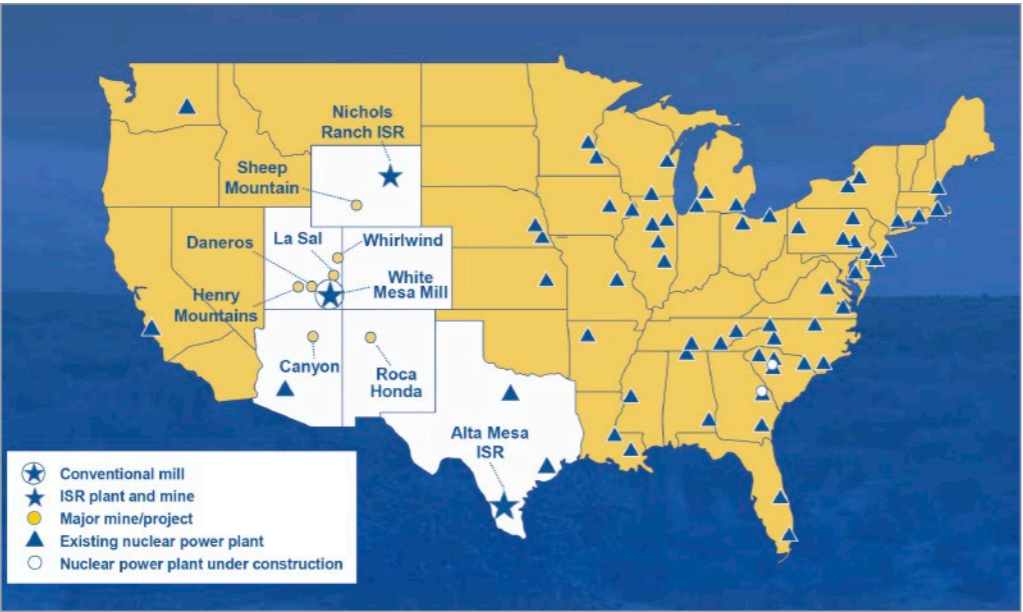 Nichols
Ranch ISR
Sheep
Mountain
Daneros
La Sal
Whirlwind
White
Mesa Mill
Henry
Mountains
Canyon
Roca
Honda
Alta Mesa
ISR
Conventional mill
ISR plant and mine
Major mine/project
Existing nuclear power plant
Nuclear power plant under construction